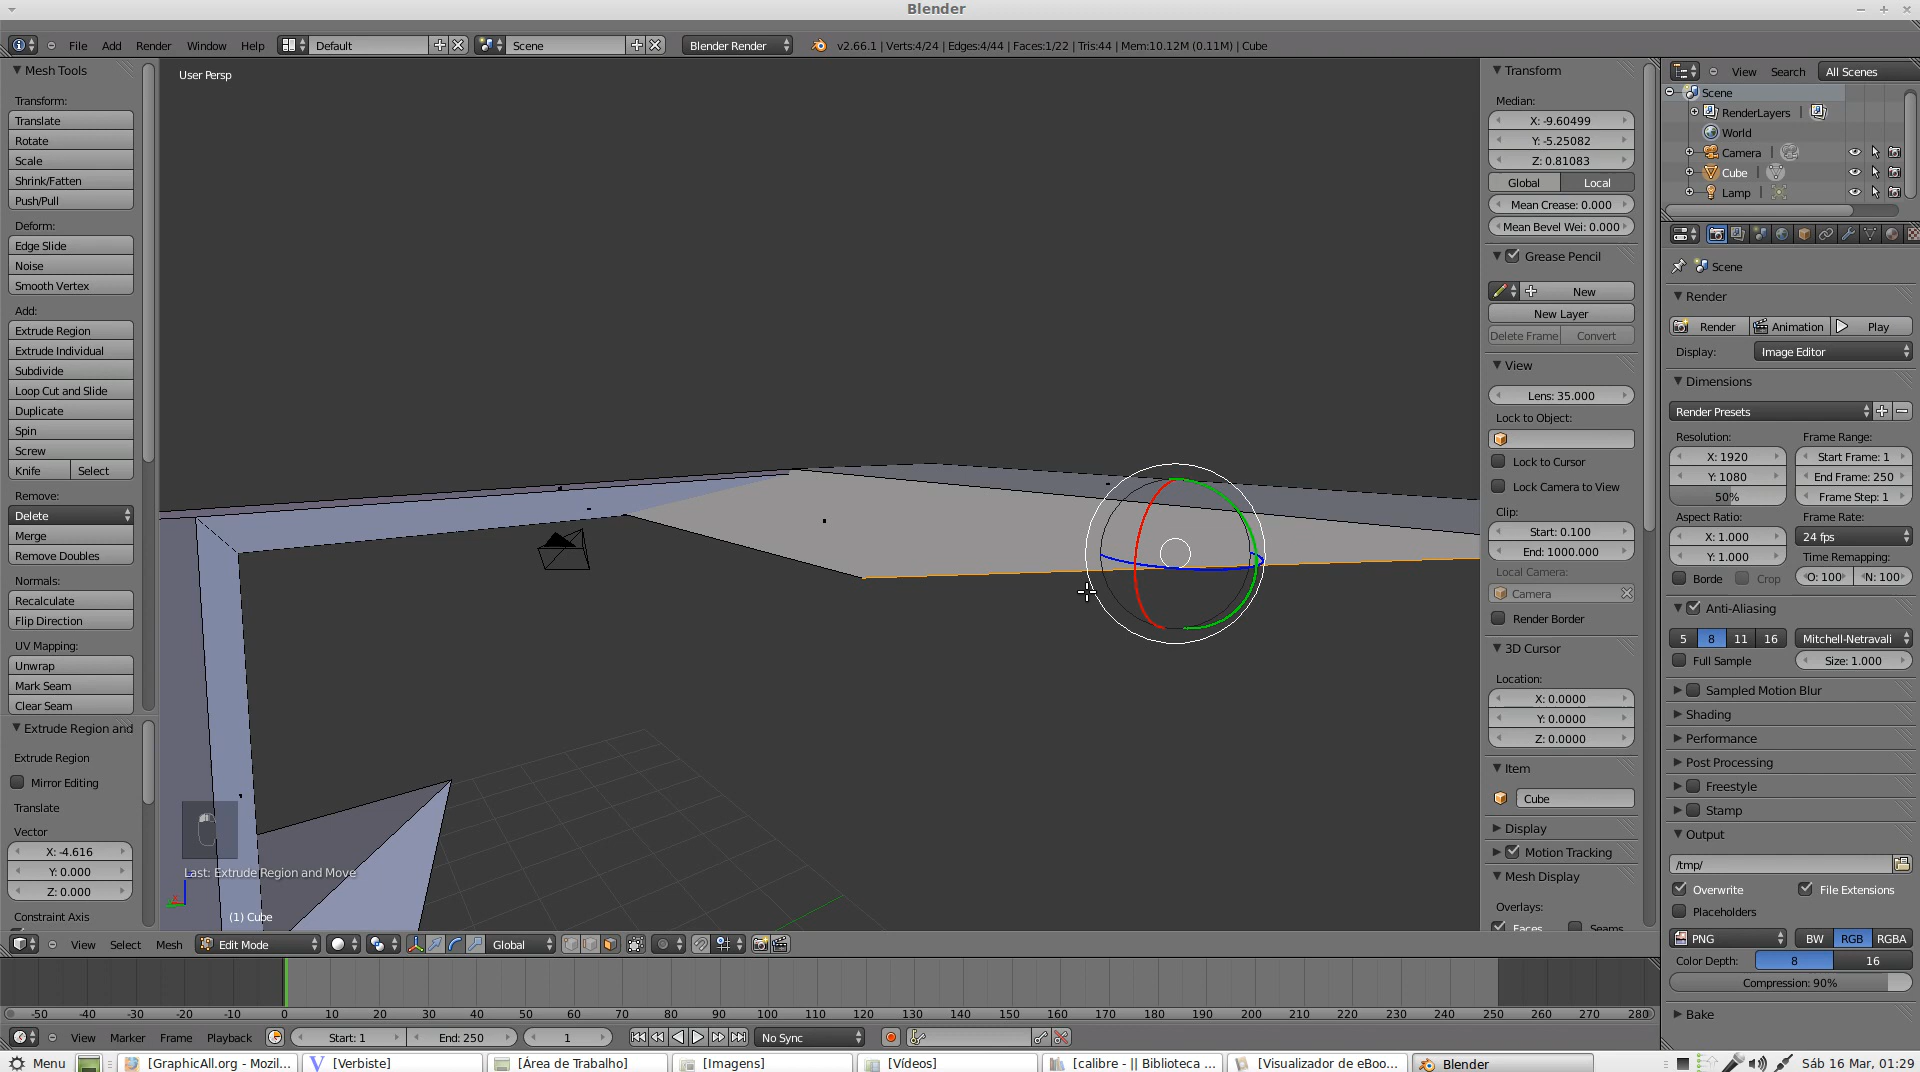 Blender
File Add Render Window Help Default Scene Blender Render v2.66.1 | Verts:4/24 | Edges:4/44 | Faces:1/22 | Tris:44 | Mem:10.12M (0.11M) | Cube
Mesh Tools
Transform:
Translate
Rotate
Scale
Shrink/Fatten
Push/Pull
Deform:
Edge Slide
Noise
Smooth Vertex
Add:
Extrude Region
Extrude Individual
Subdivide
Loop Cut and Slide
Duplicate
Spin
Screw
Knife Select
Remove:
Delete
Merge
Remove Doubles
Normals:
Recalculate
Flip Direction
UV Mapping:
Unwrap
Mark Seam
Clear Seam
Extrude Region and
Extrude Region
Mirror Editing
Translate
Vector
X: -4.616
Y: 0.000
Z: 0.000
Constraint Axis
User Persp
Last: Extrude Region and Move
(1) Cube
Transform
Median:
X: -9.60499
Y: -5.25082
Z: 0.81083
Global Local
Mean Crease: 0.000
Mean Bevel Wei: 0.000
Grease Pencil
New
New Layer
Delete Frame Convert
View
Lens: 35.000
Lock to Object:
Lock to Cursor
Lock Camera to View
Clip:
Start: 0.100
End: 1000.000
Local Camera:
Camera
Render Border
3D Cursor
Location:
X: 0.0000
Y: 0.0000
Z: 0.0000
Item
Cube
Display
Motion Tracking
Mesh Display
Overlays:
Faces Seams
View Search All Scenes
Scene
RenderLayers
World
Camera
Cube
Lamp
Scene
Render
Render Animation Play
Display: Image Editor
Dimensions
Render Presets
Resolution: Frame Range:
X: 1920 Start Frame: 1
Y: 1080 End Frame: 250
50% Frame Step: 1
Aspect Ratio: Frame Rate:
X: 1.000 24 fps
Y: 1.000 Time Remapping:
Borde Crop O: 100 N: 100
Anti-Aliasing
5 8 11 16 Mitchell-Netravali
Full Sample Size: 1.000
Sampled Motion Blur
Shading
Performance
Post Processing
Freestyle
Stamp
Output
/tmp/
Overwrite File Extensions
Placeholders
PNG BW RGB RGBA
Color Depth: 8 16
Compression: 90%
Bake
View Select Mesh Edit Mode Global
-50 -40 -30 -20 -10 0 10 20 30 40 50 60 70 80 90 100 110 120 130 140 150 160 170 180 190 200 210 220 230 240 250 260 270 280
View Marker Frame Playback Start: 1 End: 250 1 No Sync
Menu [GraphicAll.org - Mozil... [Verbiste] [Área de Trabalho] [Imagens] [Vídeos] [calibre - || Biblioteca ... [Visualizador de eBoo... Blender Sáb 16 Mar, 01:29